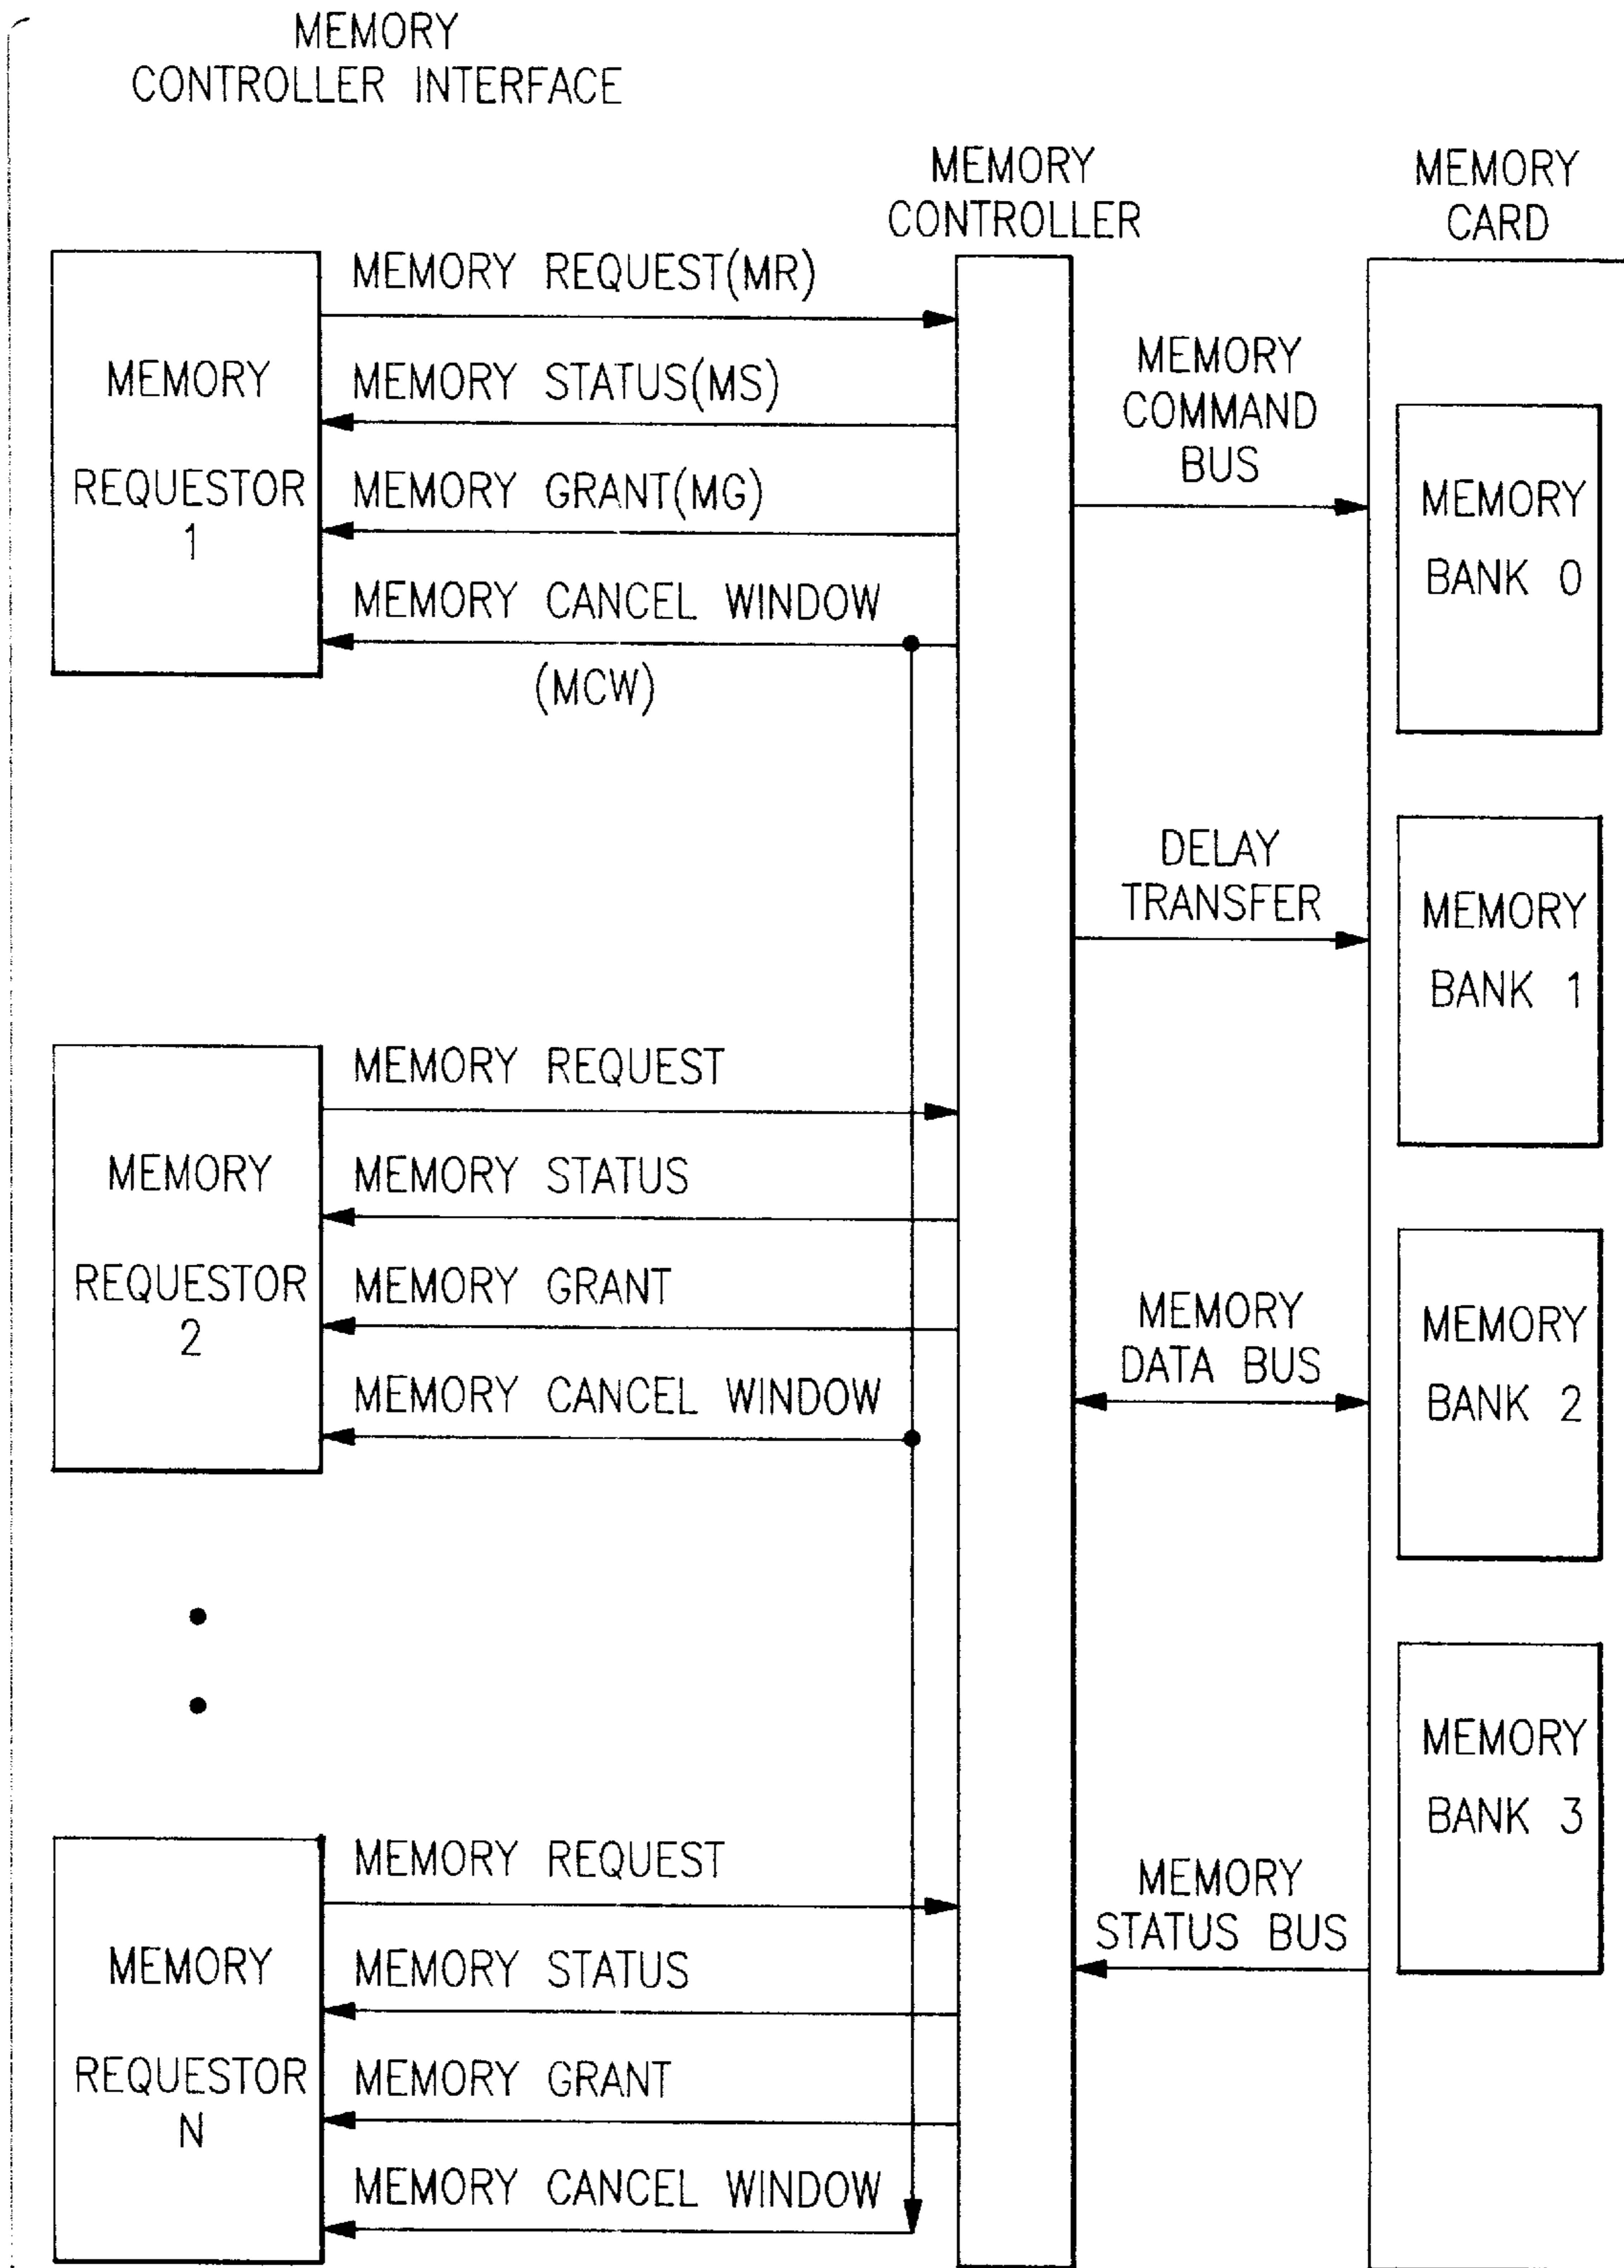 MEMORY
CONTROLLER INTERFACE
MEMORY
CONTROLLER
MEMORY
CARD
MEMORY
REQUESTOR
1
MEMORY REQUEST(MR)
MEMORY STATUS(MS)
MEMORY GRANT(MG)
MEMORY CANCEL WINDOW
(MCW)
MEMORY
COMMAND
BUS
MEMORY
BANK 0
DELAY
TRANSFER
MEMORY
BANK 1
MEMORY
REQUESTOR
2
MEMORY REQUEST
MEMORY STATUS
MEMORY GRANT
MEMORY CANCEL WINDOW
MEMORY
DATA BUS
MEMORY
BANK 2
MEMORY
BANK 3
MEMORY
REQUESTOR
N
MEMORY REQUEST
MEMORY STATUS
MEMORY GRANT
MEMORY CANCEL WINDOW
MEMORY
STATUS BUS